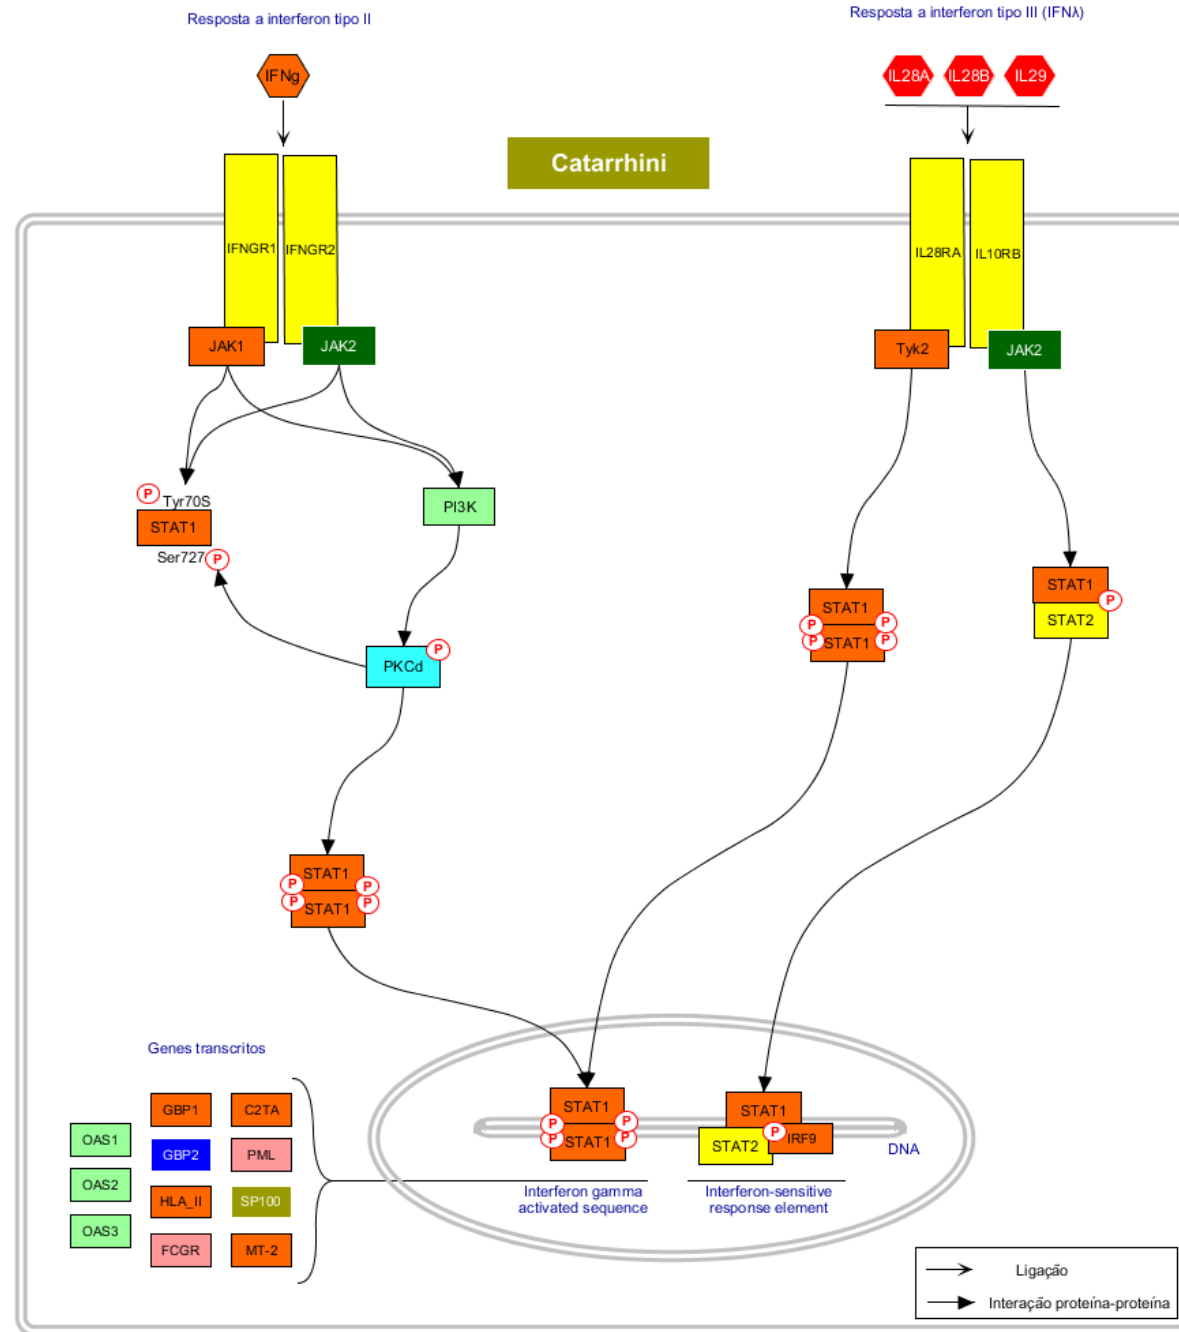 Resposta a interferon tipo II
Resposta a interferon tipo III (IFNλ)
IFNg
IL28A
IL28B
IL29
Catarrhini
IFNGR1
IFNGR2
IL28RA
IL10RB
JAK1
JAK2
Tyk2
JAK2
P
Tyr70S
STAT1
Ser727
P
PI3K
PKCd
P
STAT1
P
P
P
P
STAT1
STAT1
P
STAT2
STAT1
P
P
P
P
STAT1
Genes transcritos
GBP1
C2TA
OAS1
GBP2
PML
OAS2
HLA_II
SP100
OAS3
FCGR
MT-2
STAT1
P
P
P
P
STAT1
STAT1
P
STAT2
IRF9
DNA
Interferon gamma
activated sequence
Interferon-sensitive
response element
Ligação
Interação proteína-proteína